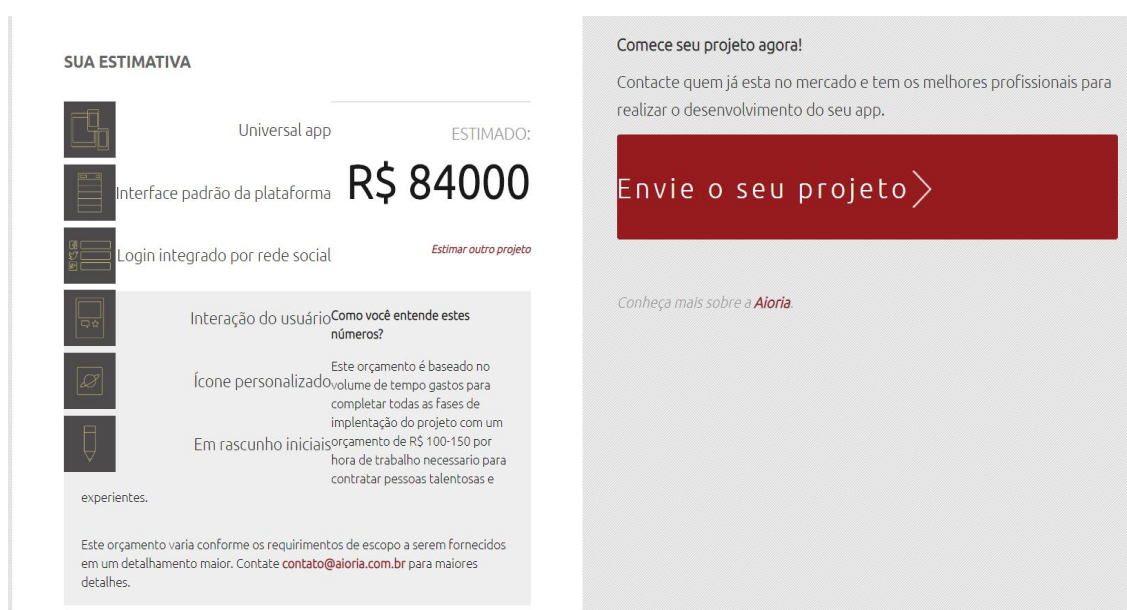 SUA ESTIMATIVA
Universal app
Interface padrão da plataforma
Login integrado por rede social
Interação do usuário
Ícone personalizado
Em rascunho iniciais
ESTIMADO:
R$ 84000
Estimar outro projeto
Como você entende estes
números?
Este orçamento é baseado no
volume de tempo gastos para
completar todas as fases de
implentação do projeto com um
orçamento de R$ 100-150 por
hora de trabalho necessario para
contratar pessoas talentosas e
experientes.
Este orçamento varia conforme os requirimentos de escopo a serem fornecidos
em um detalhamento maior. Contate contato@aioria.com.br para maiores
detalhes.
Comece seu projeto agora!
Contacte quem já esta no mercado e tem os melhores profissionais para
realizar o desenvolvimento do seu app.
Envie o seu projeto
Conheça mais sobre a Aioria.